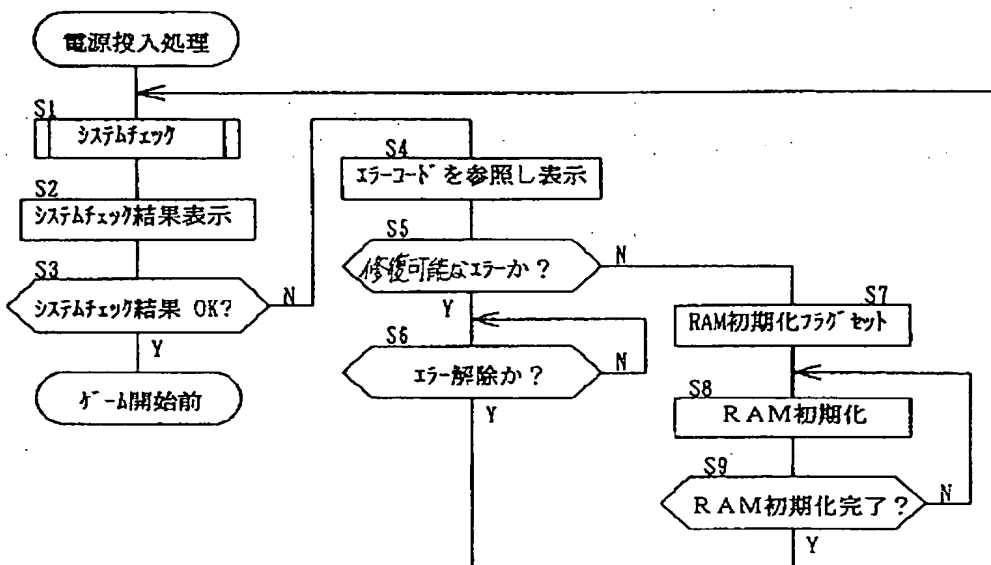 電源投入処理
S1
システムチェック
S2
システムチェック結果表示
S3
システムチェック結果 OK?
N
Y
ゲーム開始前
S4
エラーコードを参照し表示
S5
修復可能なエラーか?
N
Y
S6
エラー解除か?
N
Y
S7
RAM初期化フラグセット
S8
RAM初期化
S9
RAM初期化完了?
N
Y